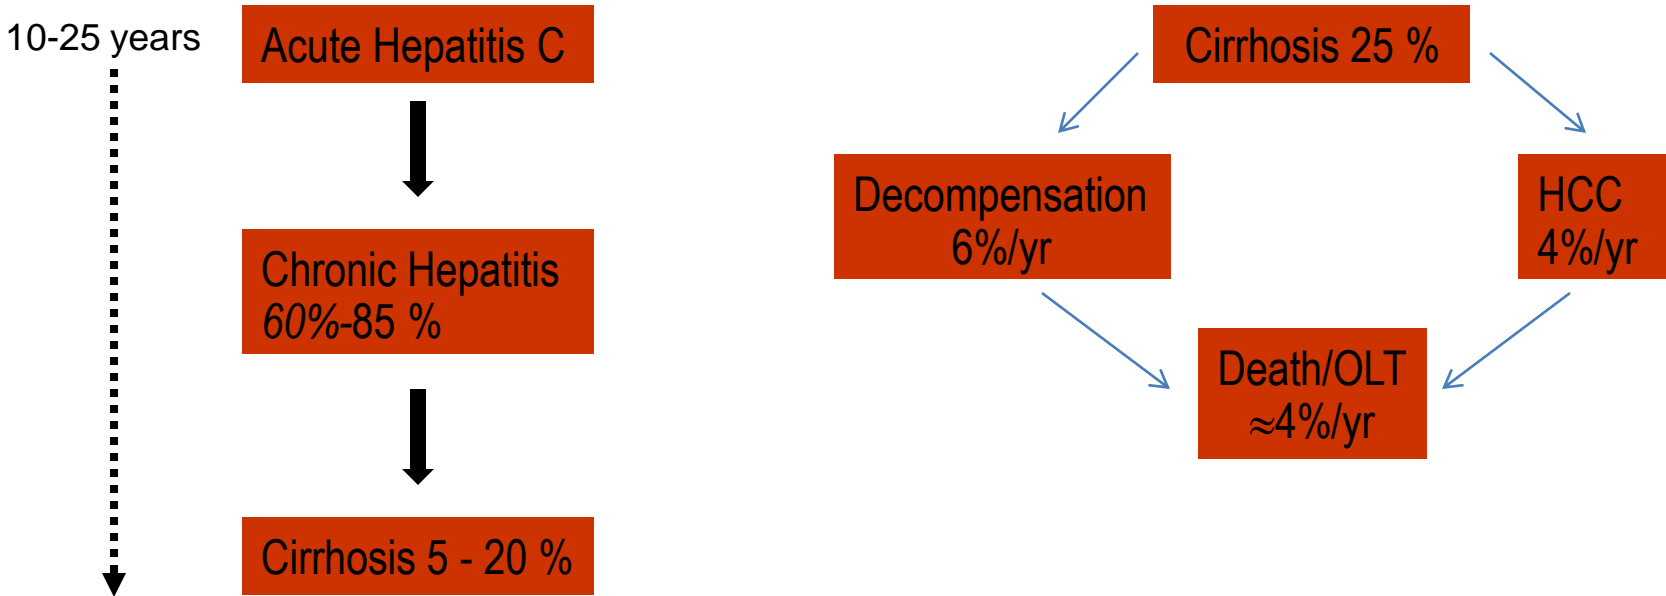 10-25 years
Acute Hepatitis C
Chronic Hepatitis
60%-85 %
Cirrhosis 5 - 20 %
Cirrhosis 25 %
Decompensation
6%/yr
HCC
4%/yr
Death/OLT
≈4%/yr